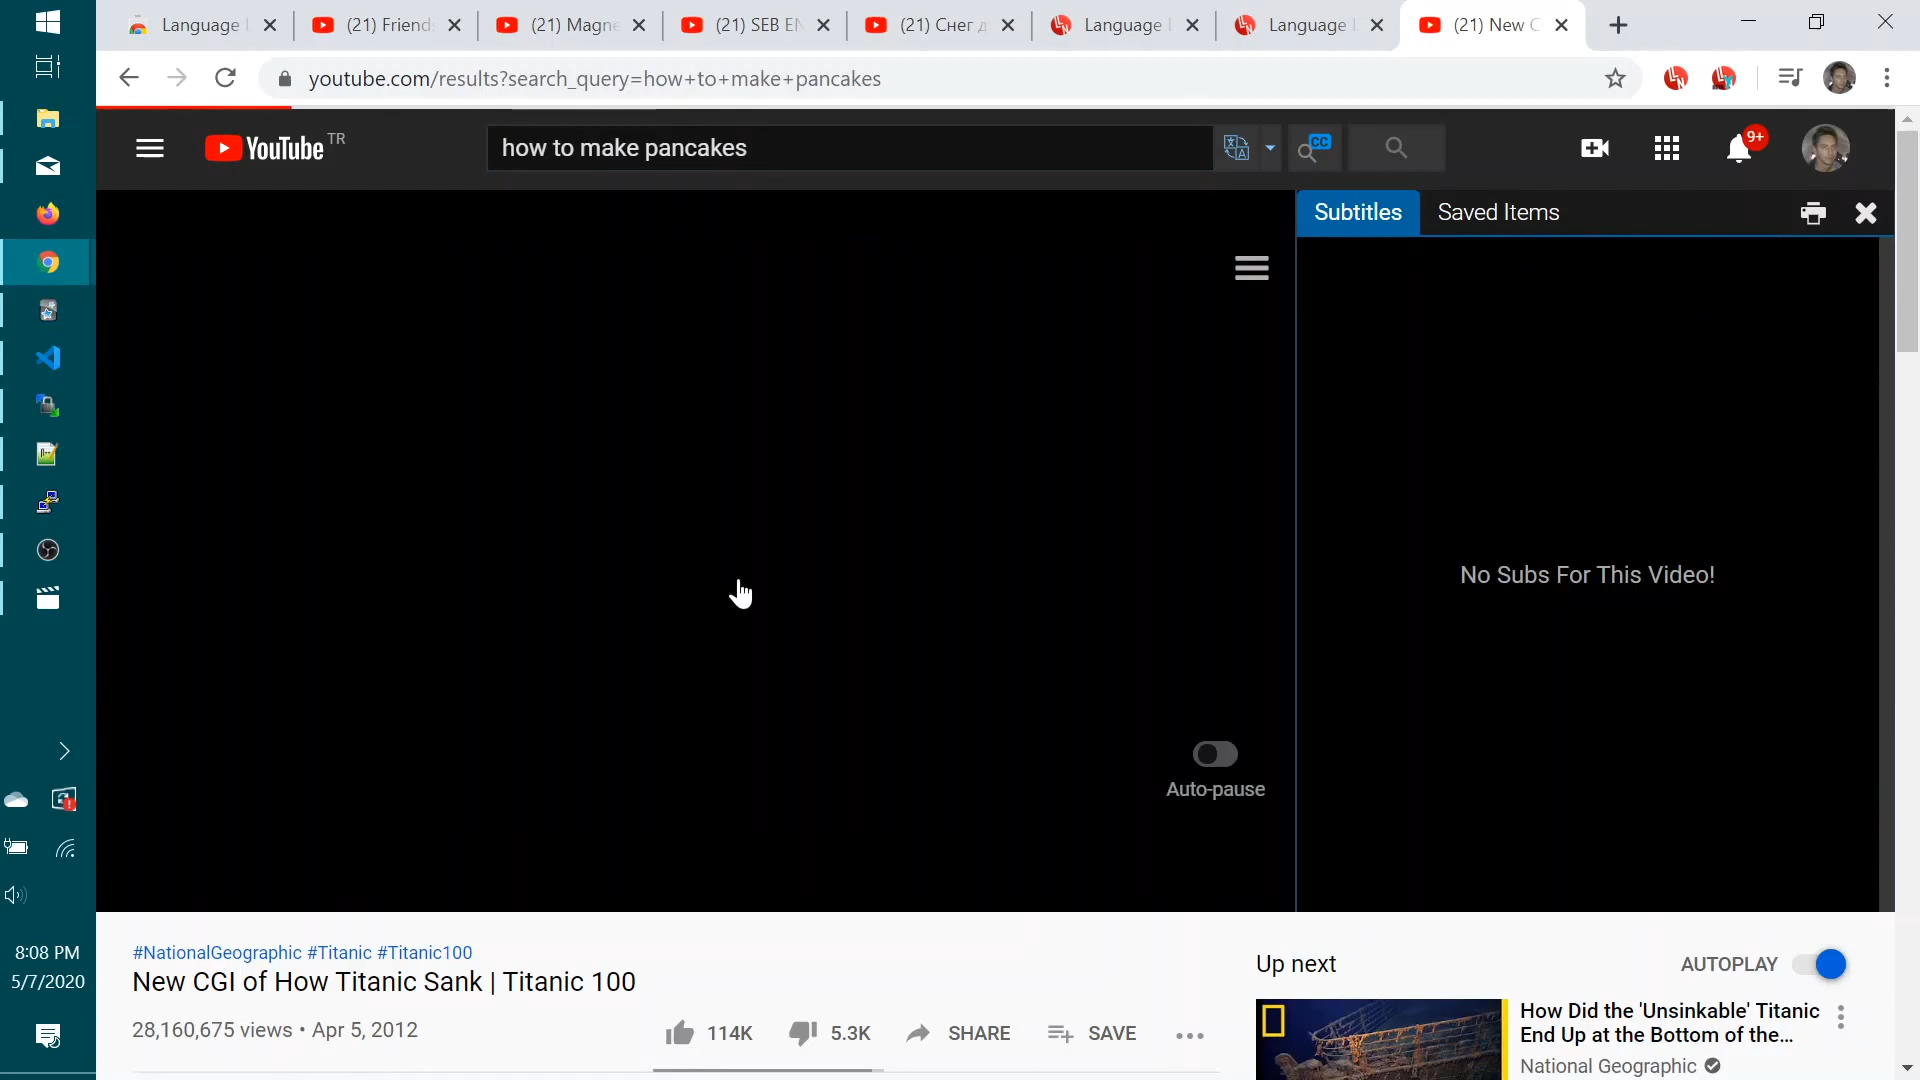 Language
(21) Friend
(21) Magne
(21) SEB EN
(21) Снег д
Language
Language
(21) New C
youtube.com/results?search_query=how+to+make+pancakes
YouTube TR
how to make pancakes
CC
9+
Subtitles
Saved Items
No Subs For This Video!
Auto-pause
8:08 PM
5/7/2020
#NationalGeographic #Titanic #Titanic100
New CGI of How Titanic Sank | Titanic 100
28,160,675 views • Apr 5, 2012
114K
5.3K
SHARE
SAVE
Up next
AUTOPLAY
How Did the 'Unsinkable' Titanic
End Up at the Bottom of the...
National Geographic